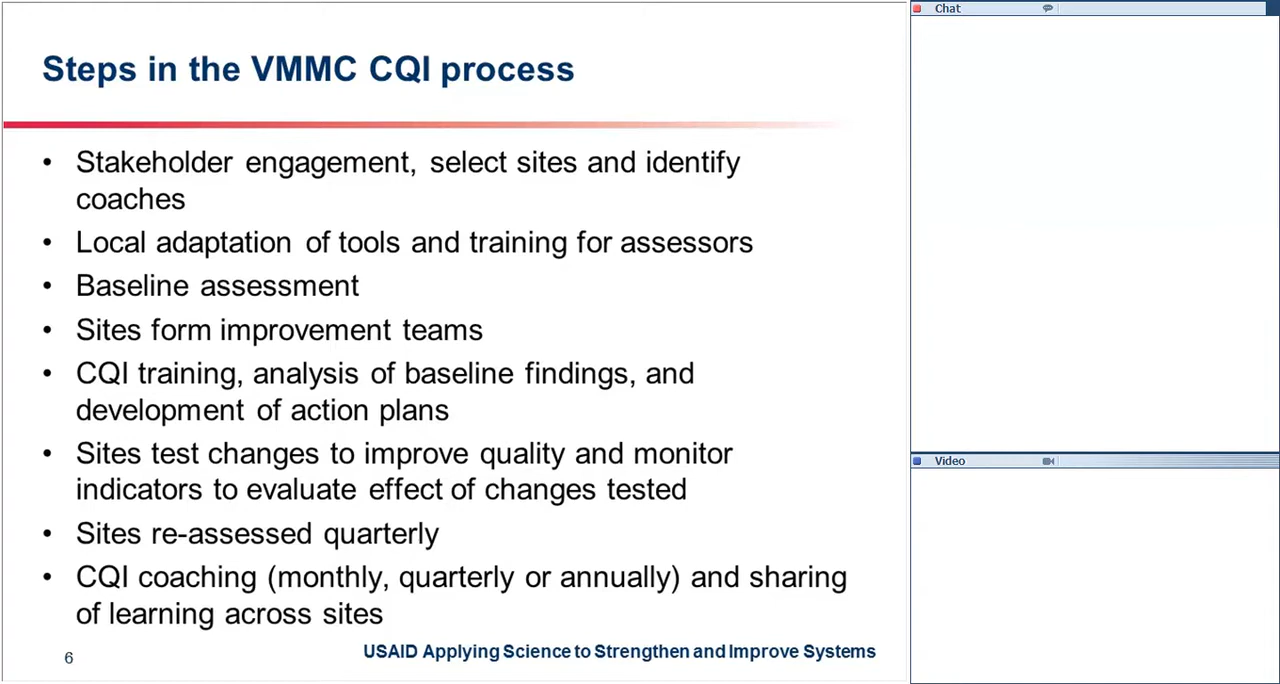 Steps in the VMMC CQI process
• Stakeholder engagement, select sites and identify
coaches
• Local adaptation of tools and training for assessors
• Baseline assessment
• Sites form improvement teams
• CQI training, analysis of baseline findings, and
development of action plans
• Sites test changes to improve quality and monitor
indicators to evaluate effect of changes tested
• Sites re-assessed quarterly
• CQI coaching (monthly, quarterly or annually) and sharing
of learning across sites
6
USAID Applying Science to Strengthen and Improve Systems
Chat
Video